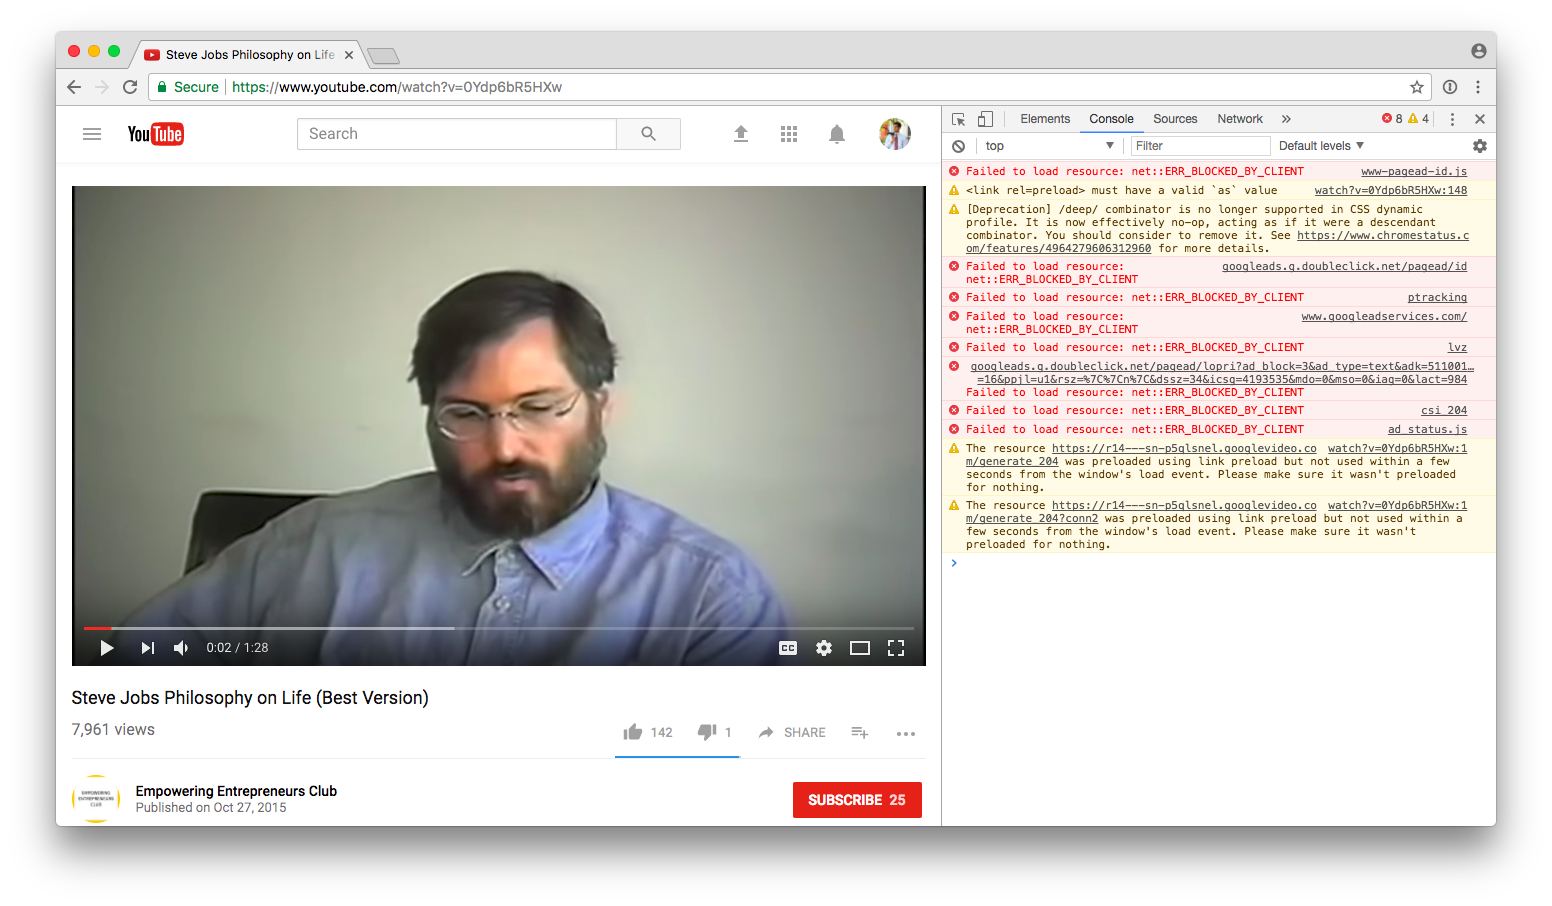 Steve Jobs Philosophy on Life
Secure https://www.youtube.com/watch?v=0Ydp6bR5HXw
YouTube
Search
0:02 / 1:28
CC
Steve Jobs Philosophy on Life (Best Version)
7,961 views
142
1
SHARE
EMPOWERING
ENTREPRENEURS
CLUB
Empowering Entrepreneurs Club
Published on Oct 27, 2015
SUBSCRIBE 25
Elements Console Sources Network » 8 4
top Filter Default levels
Failed to load resource: net::ERR_BLOCKED_BY_CLIENT www-pagead-id.js
<link rel=preload> must have a valid `as` value watch?v=0Ydp6bR5HXw:148
[Deprecation] /deep/ combinator is no longer supported in CSS dynamic
profile. It is now effectively no-op, acting as if it were a descendant
combinator. You should consider to remove it. See https://www.chromestatus.c
om/features/4964279606312960 for more details.
Failed to load resource: googleads.g.doubleclick.net/pagead/id
net::ERR_BLOCKED_BY_CLIENT
Failed to load resource: net::ERR_BLOCKED_BY_CLIENT ptracking
Failed to load resource: www.googleadservices.com/
net::ERR_BLOCKED_BY_CLIENT
Failed to load resource: net::ERR_BLOCKED_BY_CLIENT lvz
googleads.g.doubleclick.net/pagead/lopri?ad_block=3&ad_type=text&adk=511001…
=16&ppjl=u1&rsz=%7C%7Cn%7C&dssz=34&icsg=4193535&mdo=0&mso=0&iag=0&lact=984
Failed to load resource: net::ERR_BLOCKED_BY_CLIENT
Failed to load resource: net::ERR_BLOCKED_BY_CLIENT csi_204
Failed to load resource: net::ERR_BLOCKED_BY_CLIENT ad_status.js
The resource https://r14---sn-p5qlsnel.googlevideo.co watch?v=0Ydp6bR5HXw:1
m/generate_204 was preloaded using link preload but not used within a few
seconds from the window's load event. Please make sure it wasn't preloaded
for nothing.
The resource https://r14---sn-p5qlsnel.googlevideo.co watch?v=0Ydp6bR5HXw:1
m/generate_204?conn2 was preloaded using link preload but not used within a
few seconds from the window's load event. Please make sure it wasn't
preloaded for nothing.